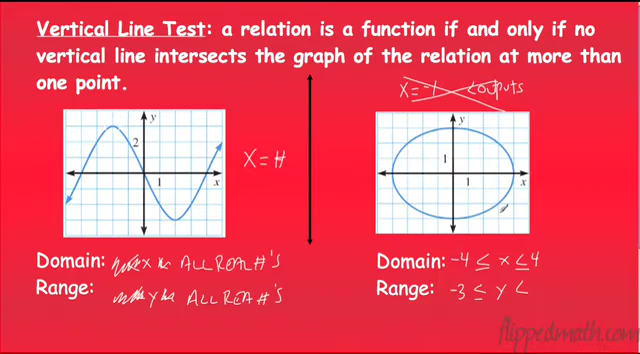 Vertical Line Test: a relation is a function if and only if no
vertical line intersects the graph of the relation at more than
one point.
y
2
1
x
X = #
X = -1 outputs
y
1
1
x
Domain: x ALL REAL #'S
Range: y ALL REA #'S
Domain: -4 ≤ x ≤ 4
Range: -3 ≤ y <
flippedmath.com